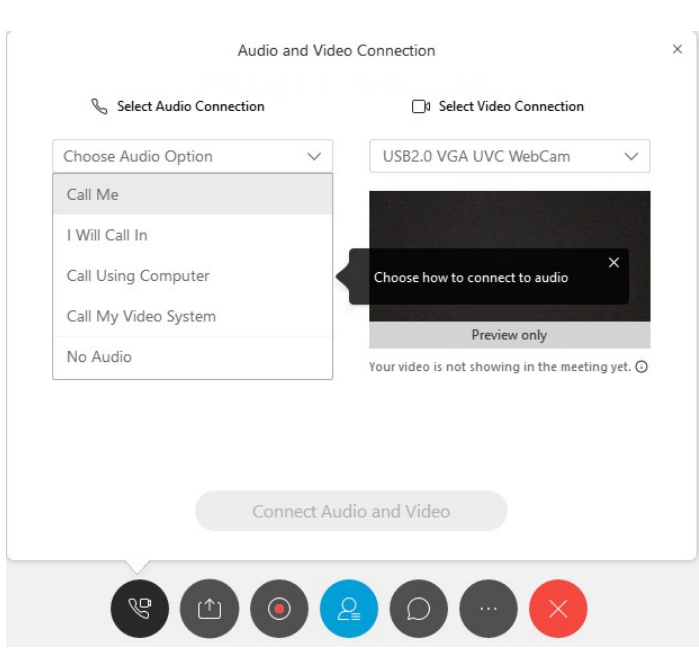 Audio and Video Connection
Select Audio Connection
Select Video Connection
Choose Audio Option
USB2.0 VGA UVC WebCam
Call Me
I Will Call In
Call Using Computer
Choose how to connect to audio
Call My Video System
Preview only
No Audio
Your video is not showing in the meeting yet.
Connect Audio and Video